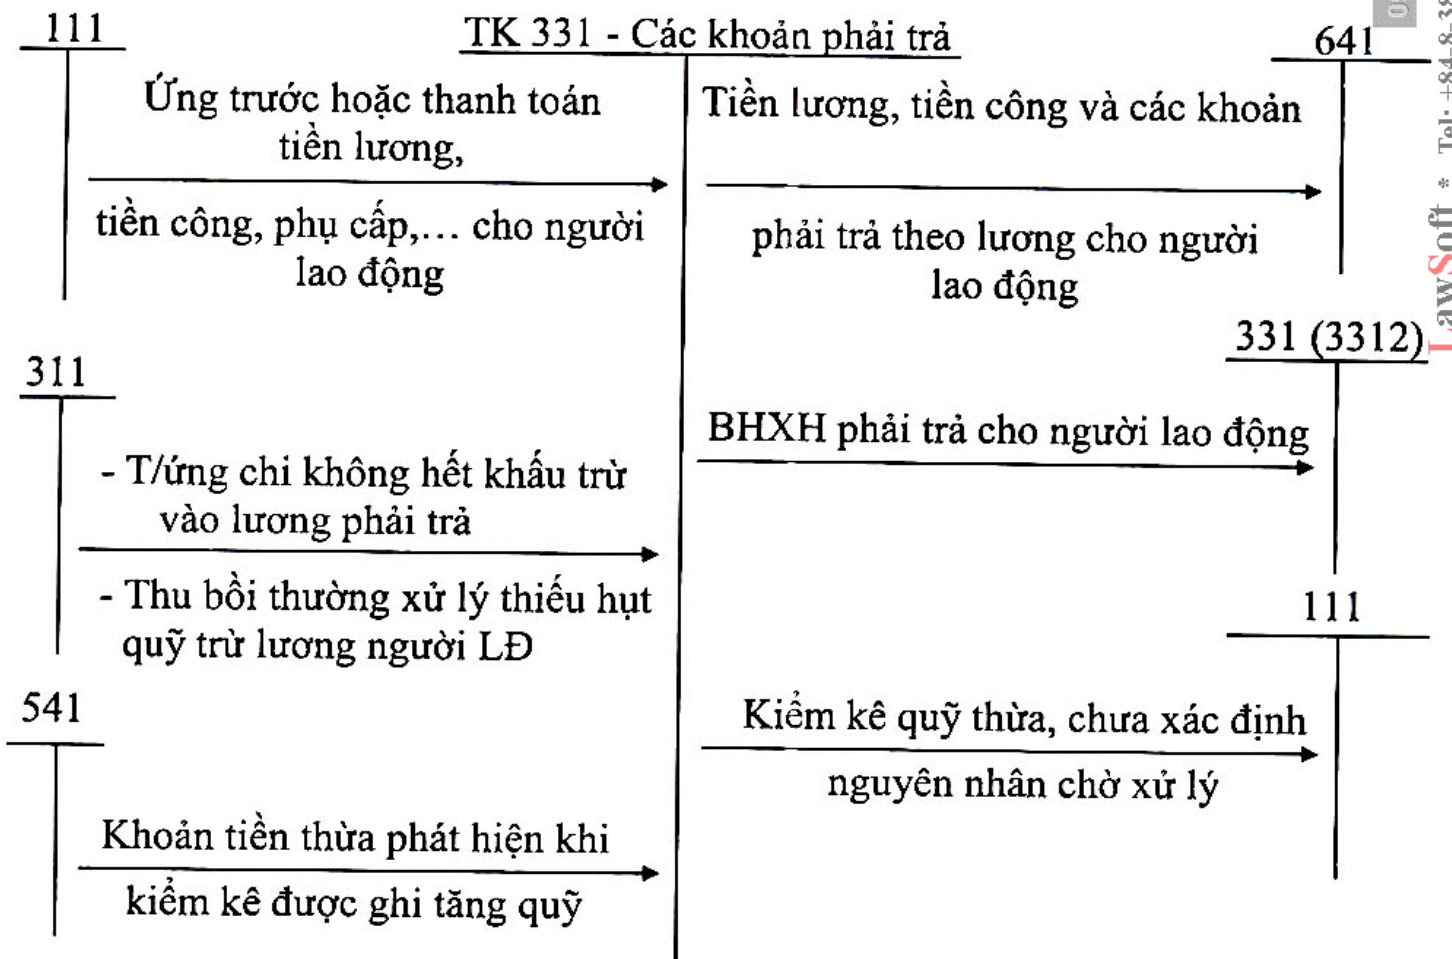 111
TK 331 - Các khoản phải trả
641
Ứng trước hoặc thanh toán
tiền lương,
tiền công, phụ cấp,... cho người
lao động
Tiền lương, tiền công và các khoản
phải trả theo lương cho người
lao động
331 (3312)
311
BHXH phải trả cho người lao động
- T/ứng chi không hết khấu trừ
vào lương phải trả
- Thu bồi thường xử lý thiếu hụt
quỹ trừ lương người LĐ
111
541
Kiểm kê quỹ thừa, chưa xác định
nguyên nhân chờ xử lý
Khoản tiền thừa phát hiện khi
kiểm kê được ghi tăng quỹ
LawSoft * Tel: +84-8-39